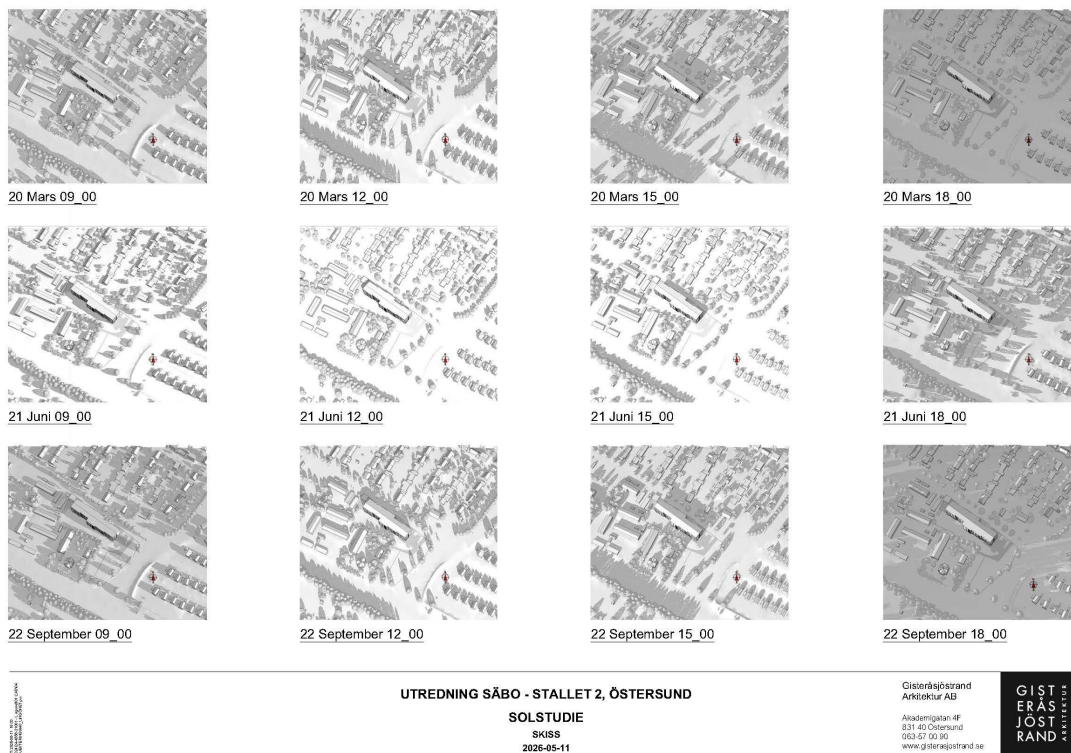 20 Mars 09_00
20 Mars 12_00
20 Mars 15_00
20 Mars 18_00
21 Juni 09_00
21 Juni 12_00
21 Juni 15_00
21 Juni 18_00
22 September 09_00
22 September 12_00
22 September 15_00
22 September 18_00
UTREDNING SÄBO - STALLET 2, ÖSTERSUND
SOLSTUDIE
SKISS
2026-05-11
Gisteråsjöstrand
Arkitektur AB
Akademigatan 4F
831 40 Östersund
063-57 00 90
www.gisterasjostrand.se
GIST
ERÅS
JÖST
RAND
ARKITEKTUR